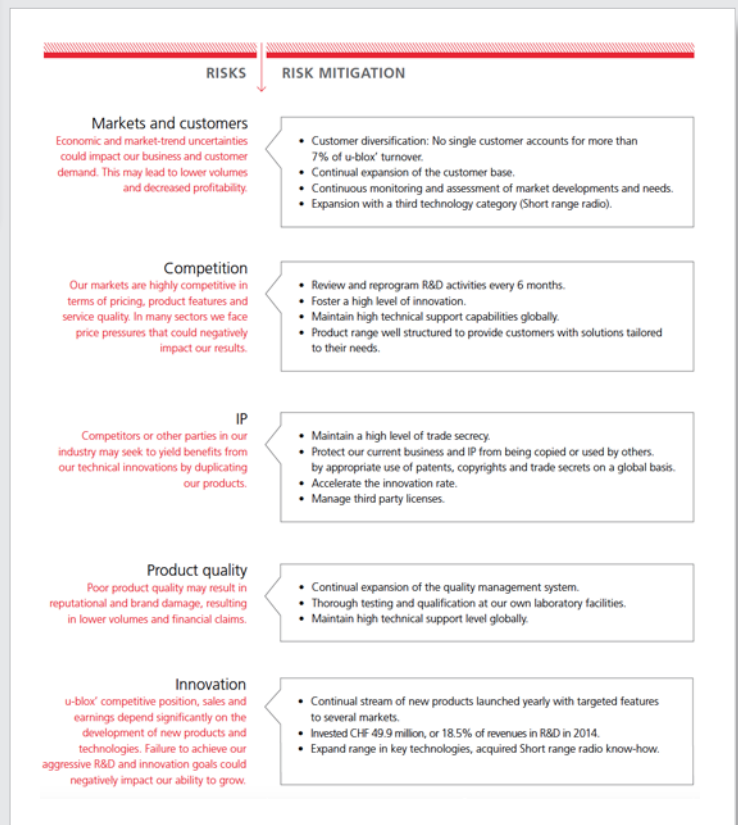 RISKS
RISK MITIGATION
Markets and customers
Economic and market-trend uncertainties
could impact our business and customer
demand. This may lead to lower volumes
and decreased profitability.
• Customer diversification: No single customer accounts for more than
7% of u-blox’ turnover.
• Continual expansion of the customer base.
• Continuous monitoring and assessment of market developments and needs.
• Expansion with a third technology category (Short range radio).
Competition
Our markets are highly competitive in
terms of pricing, product features and
service quality. In many sectors we face
price pressures that could negatively
impact our results.
• Review and reprogram R&D activities every 6 months.
• Foster a high level of innovation.
• Maintain high technical support capabilities globally.
• Product range well structured to provide customers with solutions tailored
to their needs.
IP
Competitors or other parties in our
industry may seek to yield benefits from
our technical innovations by duplicating
our products.
• Maintain a high level of trade secrecy.
• Protect our current business and IP from being copied or used by others.
by appropriate use of patents, copyrights and trade secrets on a global basis.
• Accelerate the innovation rate.
• Manage third party licenses.
Product quality
Poor product quality may result in
reputational and brand damage, resulting
in lower volumes and financial claims.
• Continual expansion of the quality management system.
• Thorough testing and qualification at our own laboratory facilities.
• Maintain high technical support level globally.
Innovation
u-blox’ competitive position, sales and
earnings depend significantly on the
development of new products and
technologies. Failure to achieve our
aggressive R&D and innovation goals could
negatively impact our ability to grow.
• Continual stream of new products launched yearly with targeted features
to several markets.
• Invested CHF 49.9 million, or 18.5% of revenues in R&D in 2014.
• Expand range in key technologies, acquired Short range radio know-how.